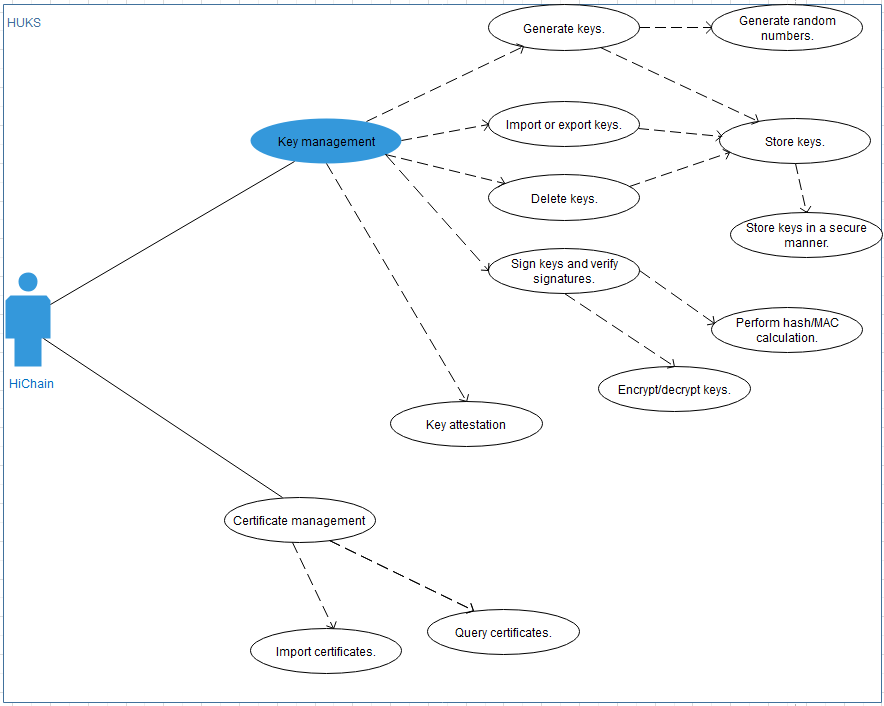 HUKS
Generate keys.
Generate random
numbers.
Import or export keys.
Key management
Store keys.
Delete keys.
Store keys in a secure
manner.
Sign keys and verify
signatures.
Perform hash/MAC
calculation.
HiChain
Encrypt/decrypt keys.
Key attestation
Certificate management
Query certificates.
Import certificates.